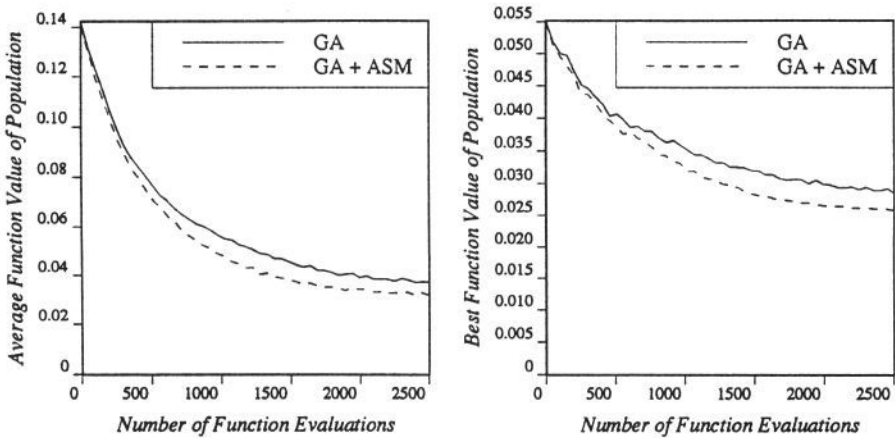 0.14
0.12
0.10
0.08
0.06
0.04
0.02
0
Average Function Value of Population
GA
GA + ASM
0 500 1000 1500 2000 2500
Number of Function Evaluations
0.055
0.050
0.045
0.040
0.035
0.030
0.025
0.020
0.015
0.010
0.005
0
Best Function Value of Population
GA
GA + ASM
0 500 1000 1500 2000 2500
Number of Function Evaluations